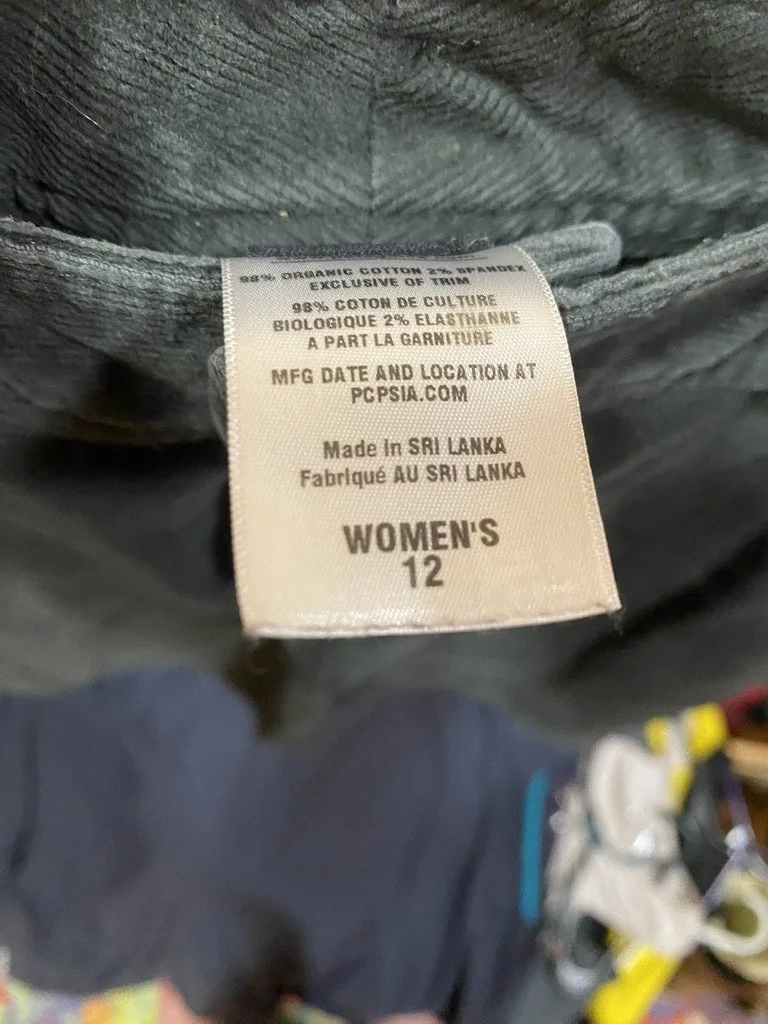 98% ORGANIC COTTON 2% SPANDEX
EXCLUSIVE OF TRIM
98% COTON DE CULTURE
BIOLOGIQUE 2% ELASTHANNE
A PART LA GARNITURE
MFG DATE AND LOCATION AT
PCPSIA.COM
Made in SRI LANKA
Fabriqué AU SRI LANKA
WOMEN'S
12